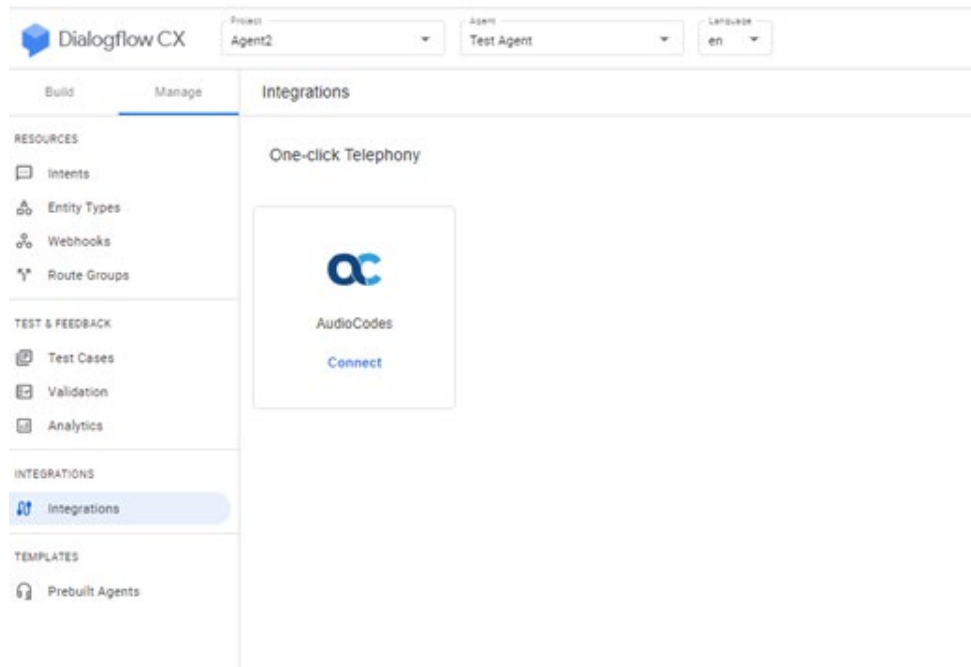 Project
Agent
Language
Dialogflow CX
Agent2
Test Agent
en
Build
Manage
Integrations
RESOURCES
Intents
Entity Types
Webhooks
Route Groups
TEST & FEEDBACK
Test Cases
Validation
Analytics
INTEGRATIONS
Integrations
TEMPLATES
Prebuilt Agents
One-click Telephony
ac
AudioCodes
Connect